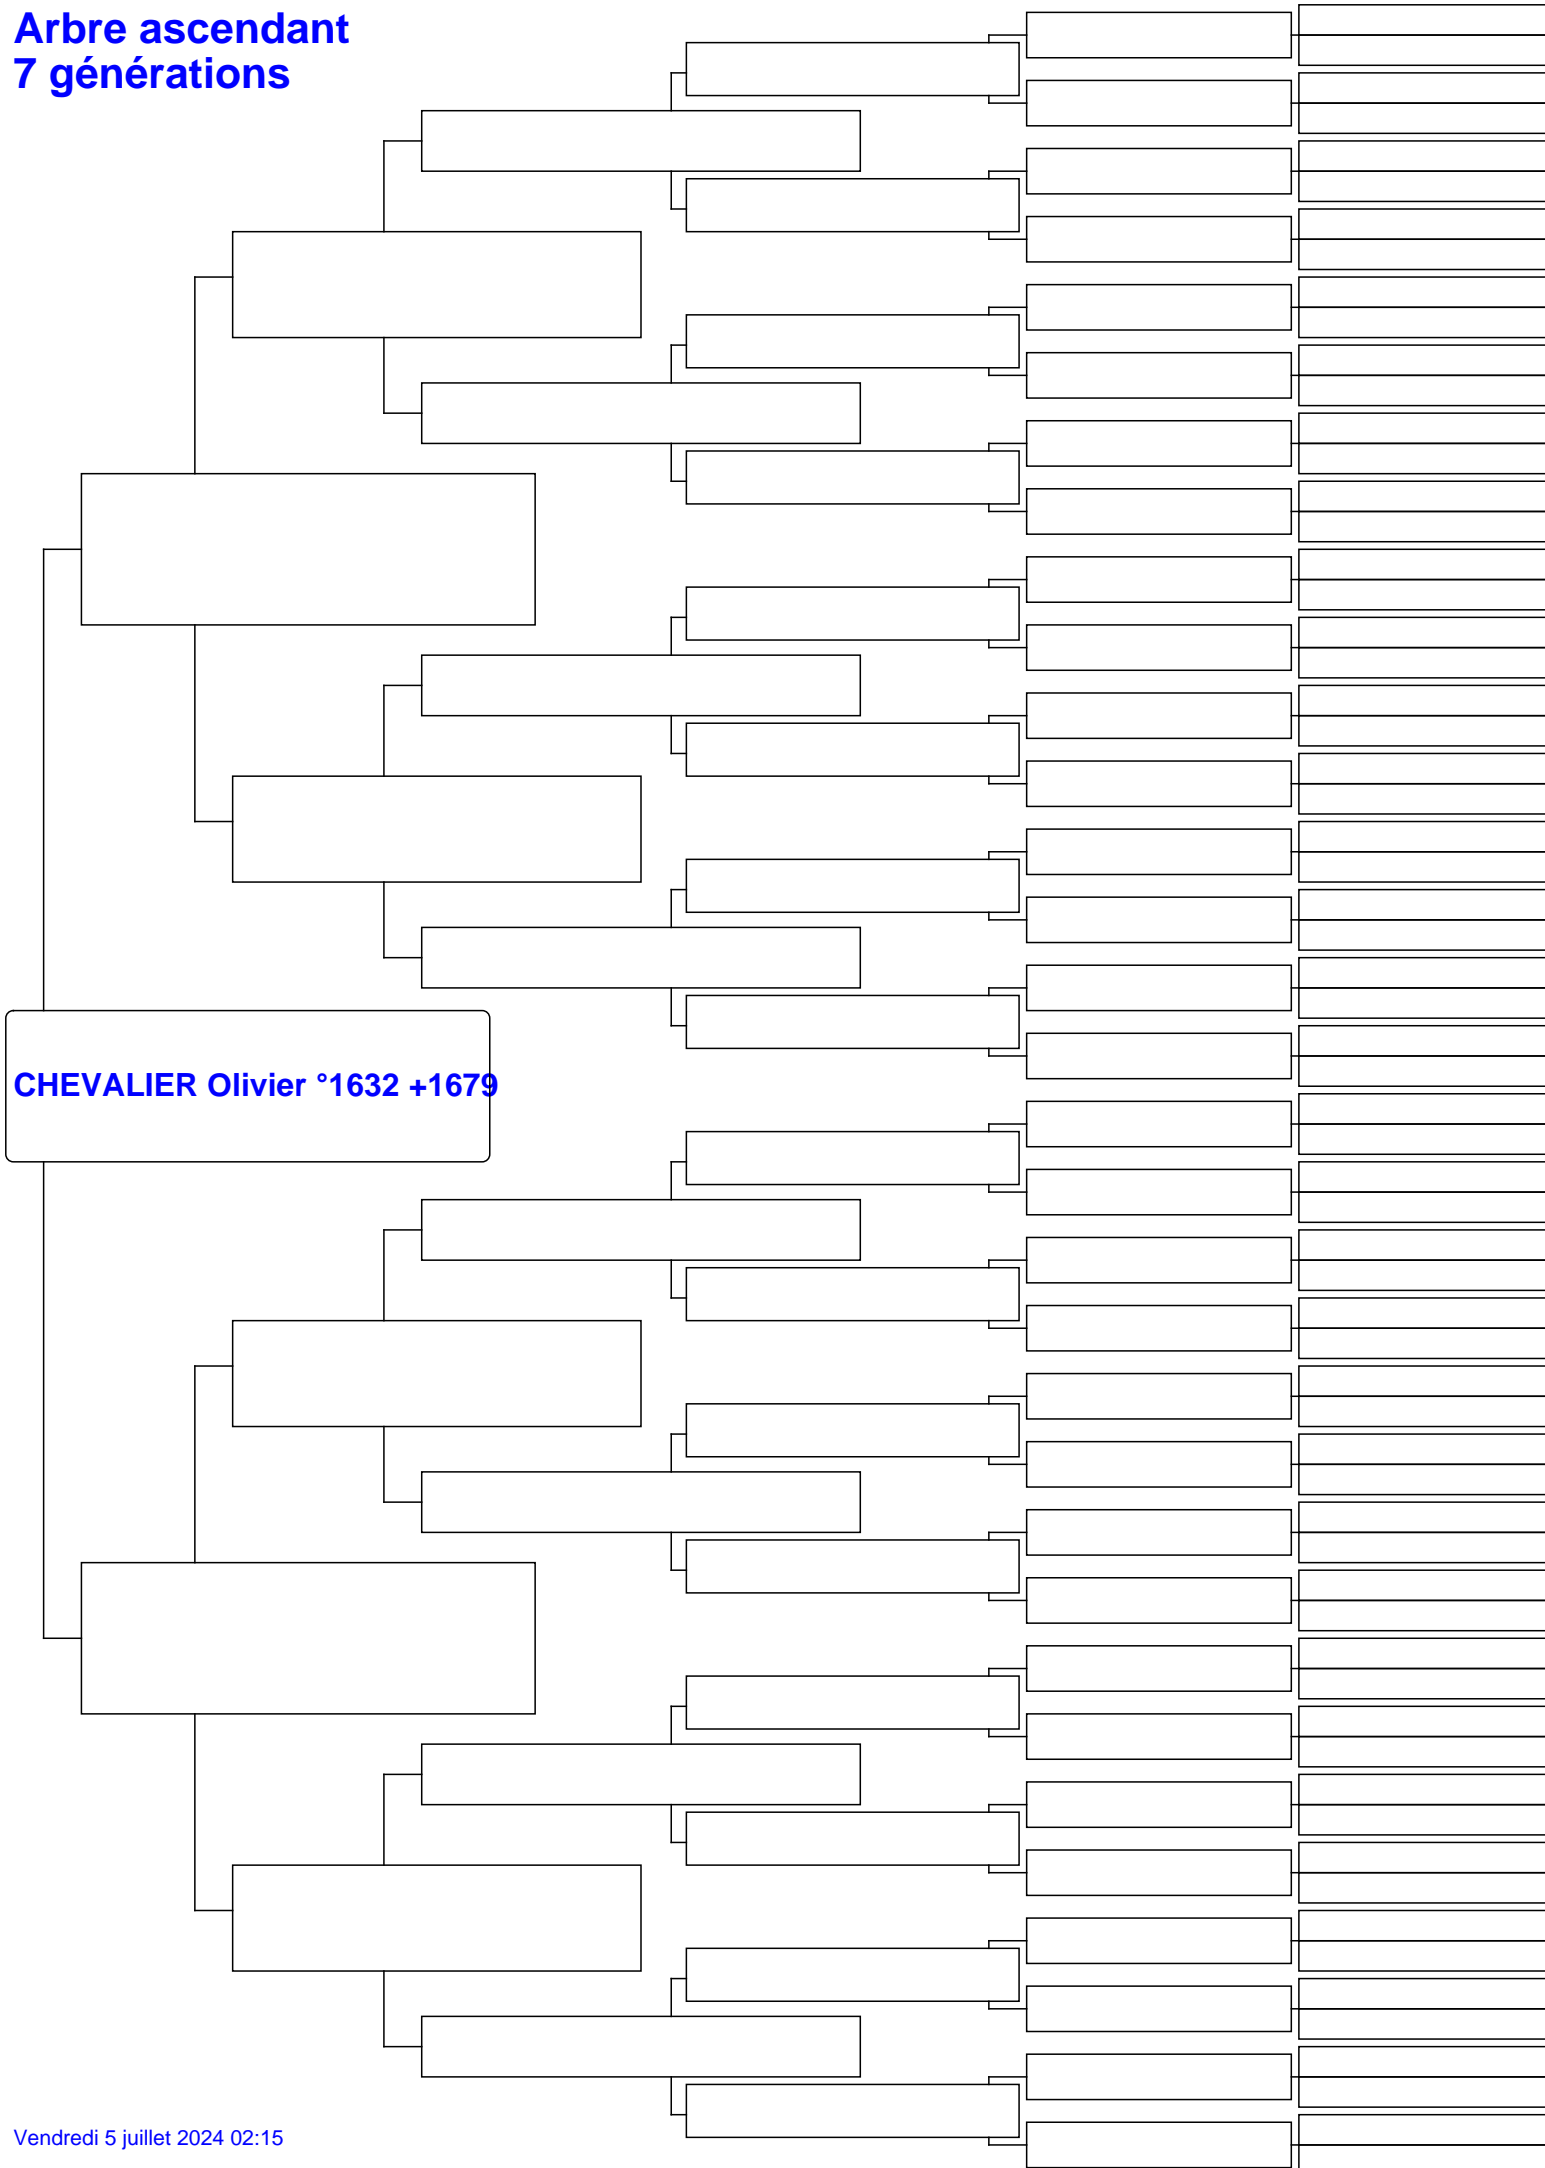 Arbre ascendant
7 générations
CHEVALIER Olivier °1632 +1679
Vendredi 5 juillet 2024 02:15